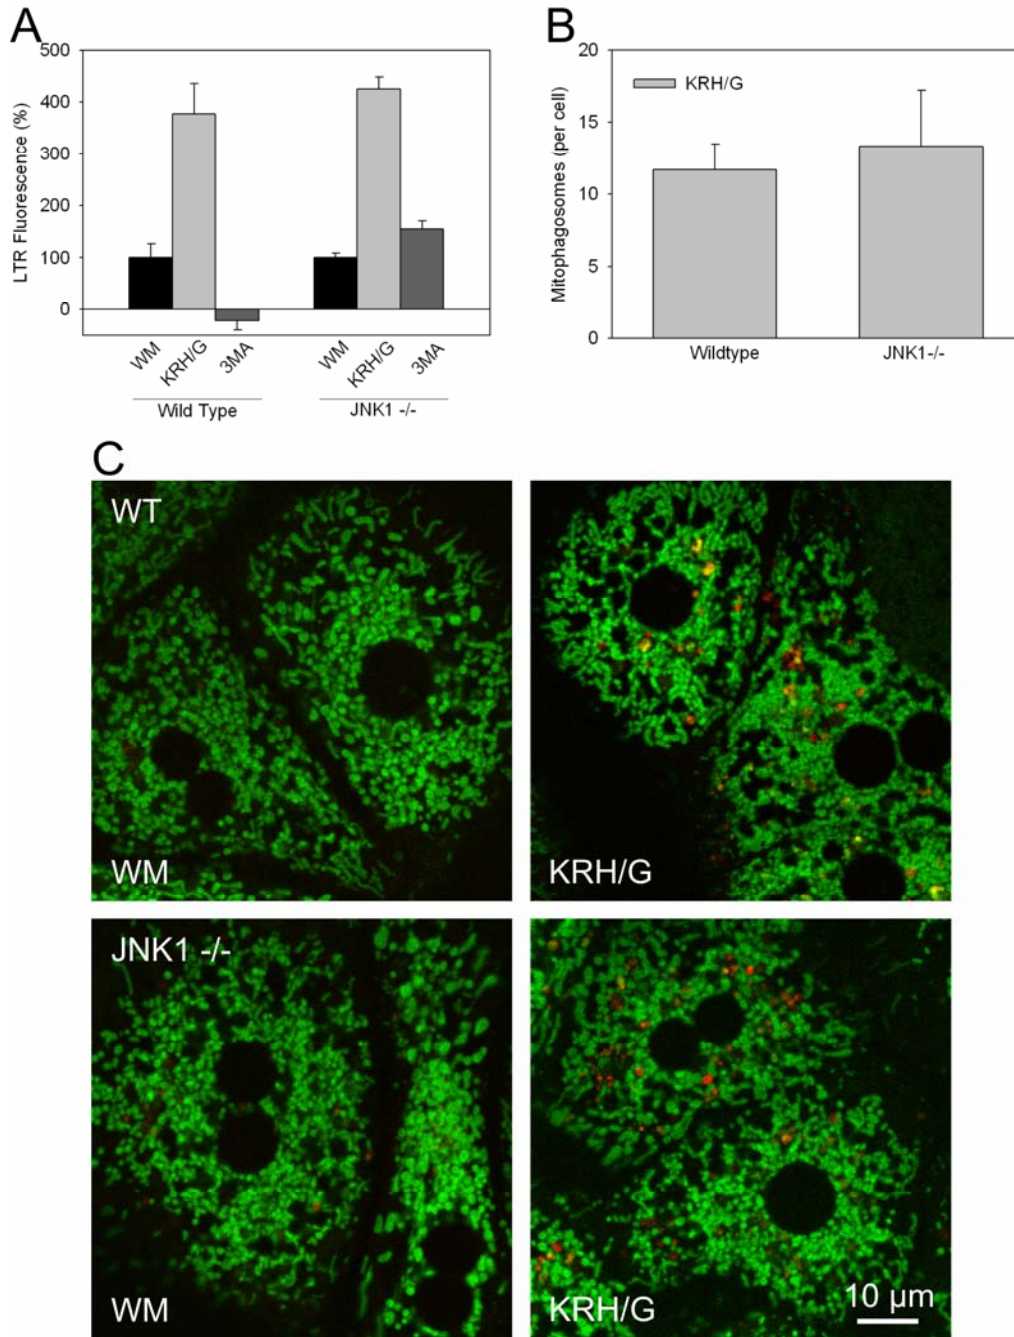 A
500
400
300
200
100
0
LTR Fluorescence (%)
WM
KRH/G
3MA
WM
KRH/G
3MA
Wild Type
JNK1 -/-
B
20
15
10
5
0
Mitophagosomes (per cell)
KRH/G
Wildtype
JNK1-/-
C
WT
WM
KRH/G
JNK1 -/-
WM
KRH/G
10 µm